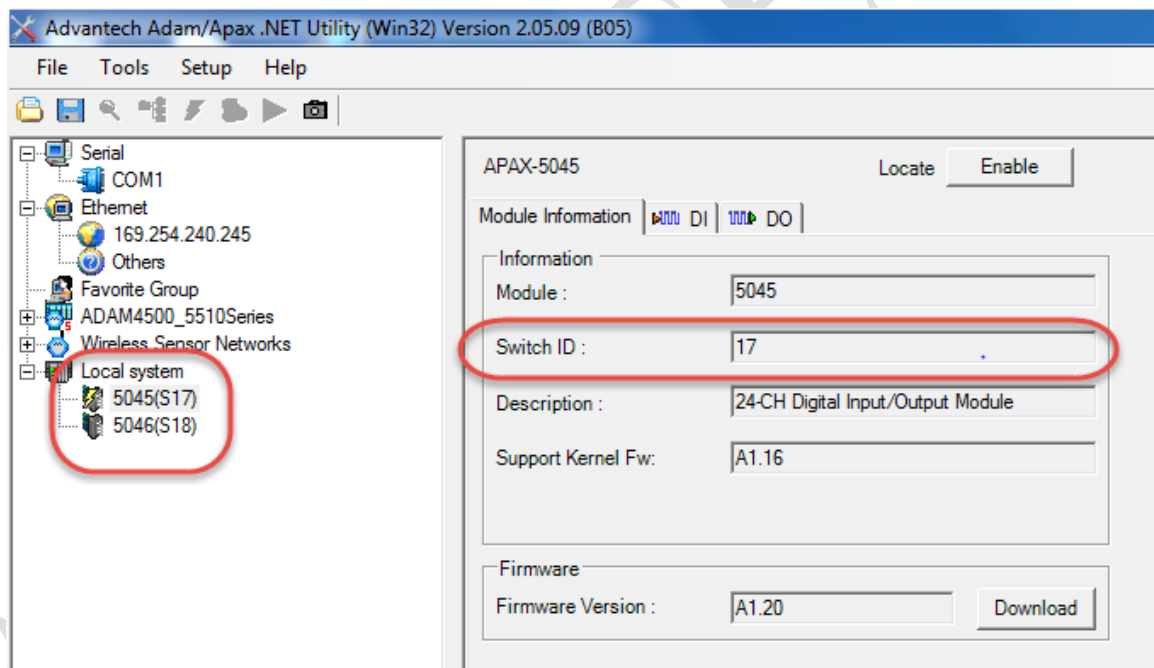 Advantech Adam/Apax .NET Utility (Win32) Version 2.05.09 (B05)
File Tools Setup Help
Serial
COM1
Ethernet
169.254.240.245
Others
Favorite Group
ADAM4500_5510Series
Wireless Sensor Networks
Local system
5045(S17)
5046(S18)
APAX-5045
Locate Enable
Module Information DI DO
Information
Module : 5045
Switch ID : 17
Description : 24-CH Digital Input/Output Module
Support Kernel Fw: A1.16
Firmware
Firmware Version : A1.20 Download